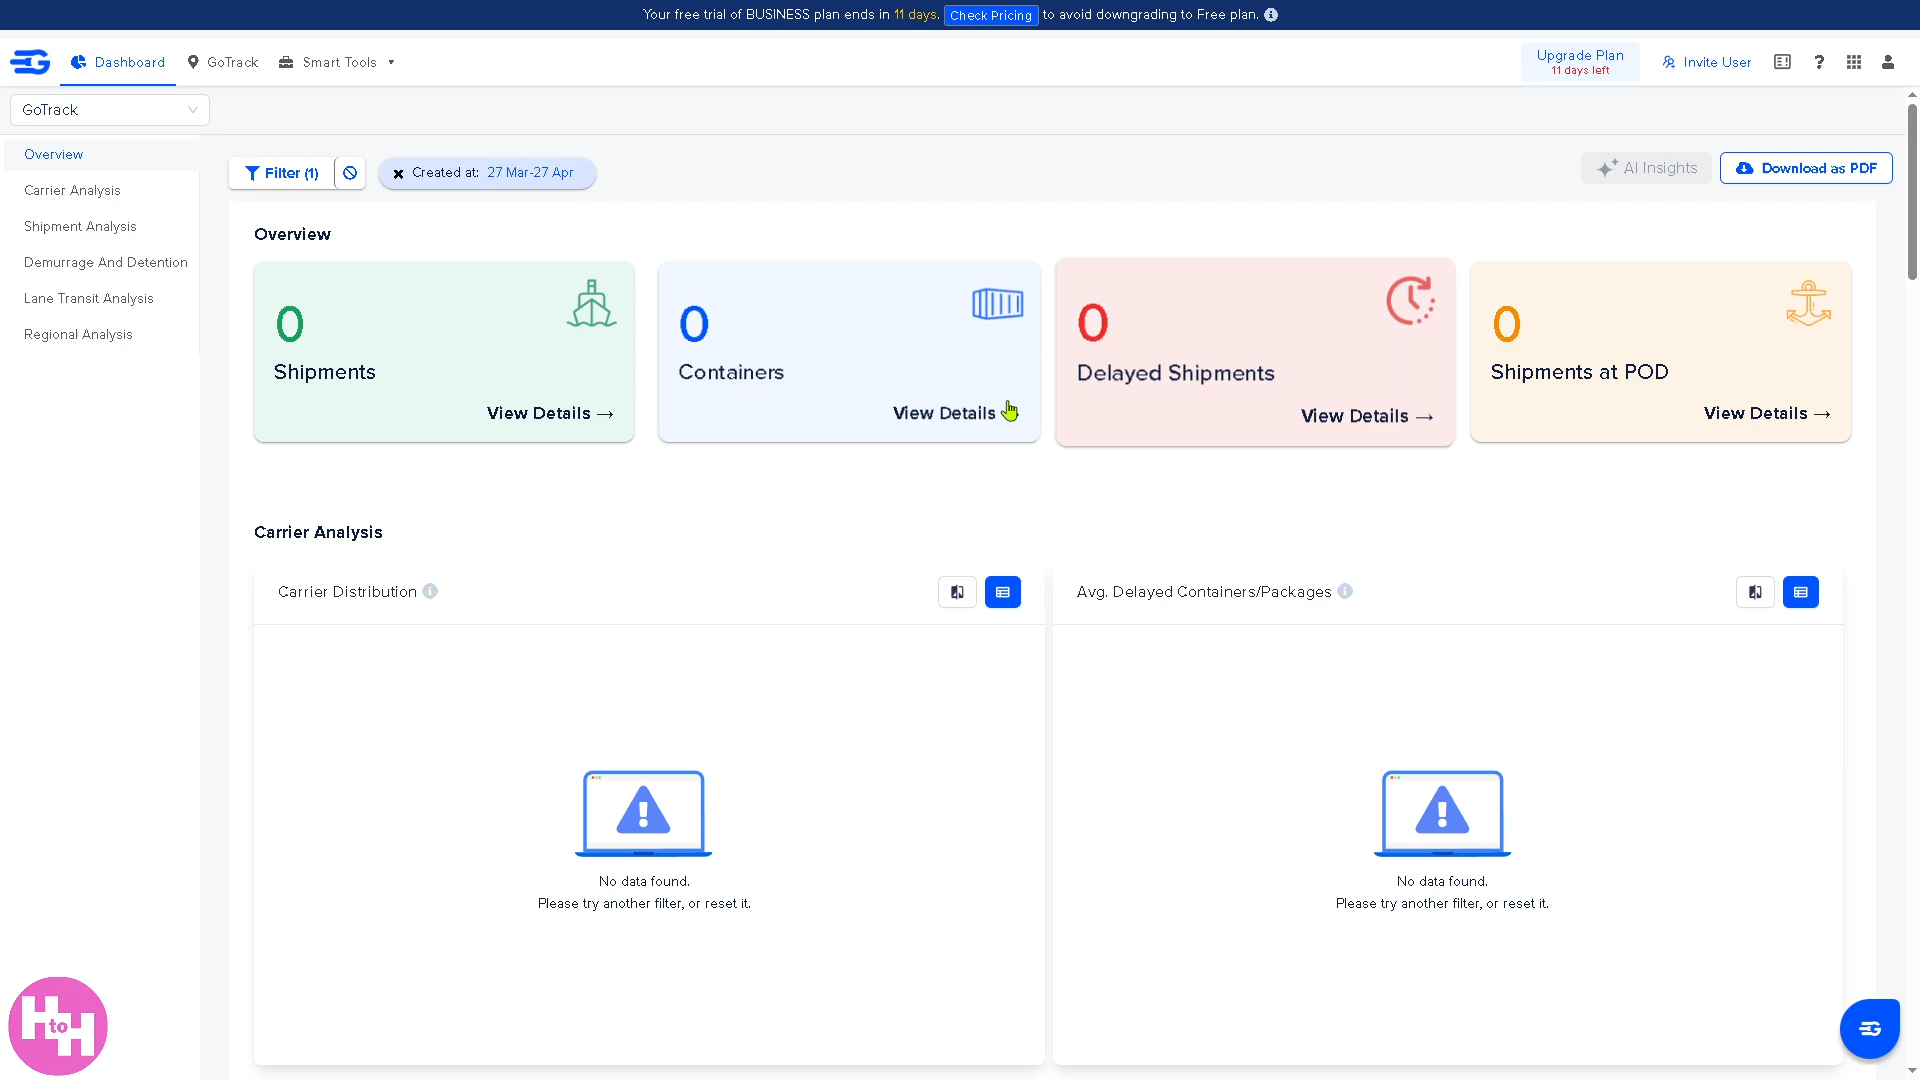 Your free trial of BUSINESS plan ends in 11 days. Check Pricing to avoid downgrading to Free plan.
Dashboard
GoTrack
Smart Tools
Upgrade Plan
11 days left
Invite User
GoTrack
Overview
Carrier Analysis
Shipment Analysis
Demurrage And Detention
Lane Transit Analysis
Regional Analysis
Filter (1)
Created at: 27 Mar-27 Apr
AI Insights
Download as PDF
Overview
0
Shipments
View Details →
0
Containers
View Details
0
Delayed Shipments
View Details →
0
Shipments at POD
View Details →
Carrier Analysis
Carrier Distribution
No data found.
Please try another filter, or reset it.
Avg. Delayed Containers/Packages
No data found.
Please try another filter, or reset it.
H to H